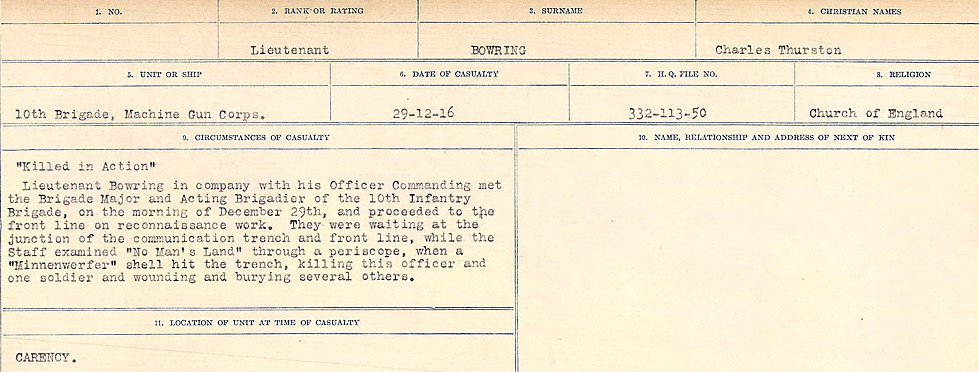 1. NO.
2. RANK OR RATING
3. SURNAME
4. CHRISTIAN NAMES
Lieutenant
BOWRING
Charles Thurston
5. UNIT OR SHIP
6. DATE OF CASUALTY
7. H.Q. FILE NO.
8. RELIGION
10th Brigade, Machine Gun Corps.
29-12-16
332-113-50
Church of England
9. CIRCUMSTANCES OF CASUALTY
"Killed in Action"
Lieutenant Bowring in company with his Officer Commanding met
the Brigade Major and Acting Brigadier of the 10th Infantry
Brigade, on the morning of December 29th, and proceeded to the
front line on reconnaissance work. They were waiting at the
junction of the communication trench and front line, while the
Staff examined "No Man's Land" through a periscope, when a
"Minnenwerfer" shell hit the trench, killing this officer and
one soldier and wounding and burying several others.
10. NAME, RELATIONSHIP AND ADDRESS OF NEXT OF KIN
11. LOCATION OF UNIT AT TIME OF CASUALTY
CARENCY.